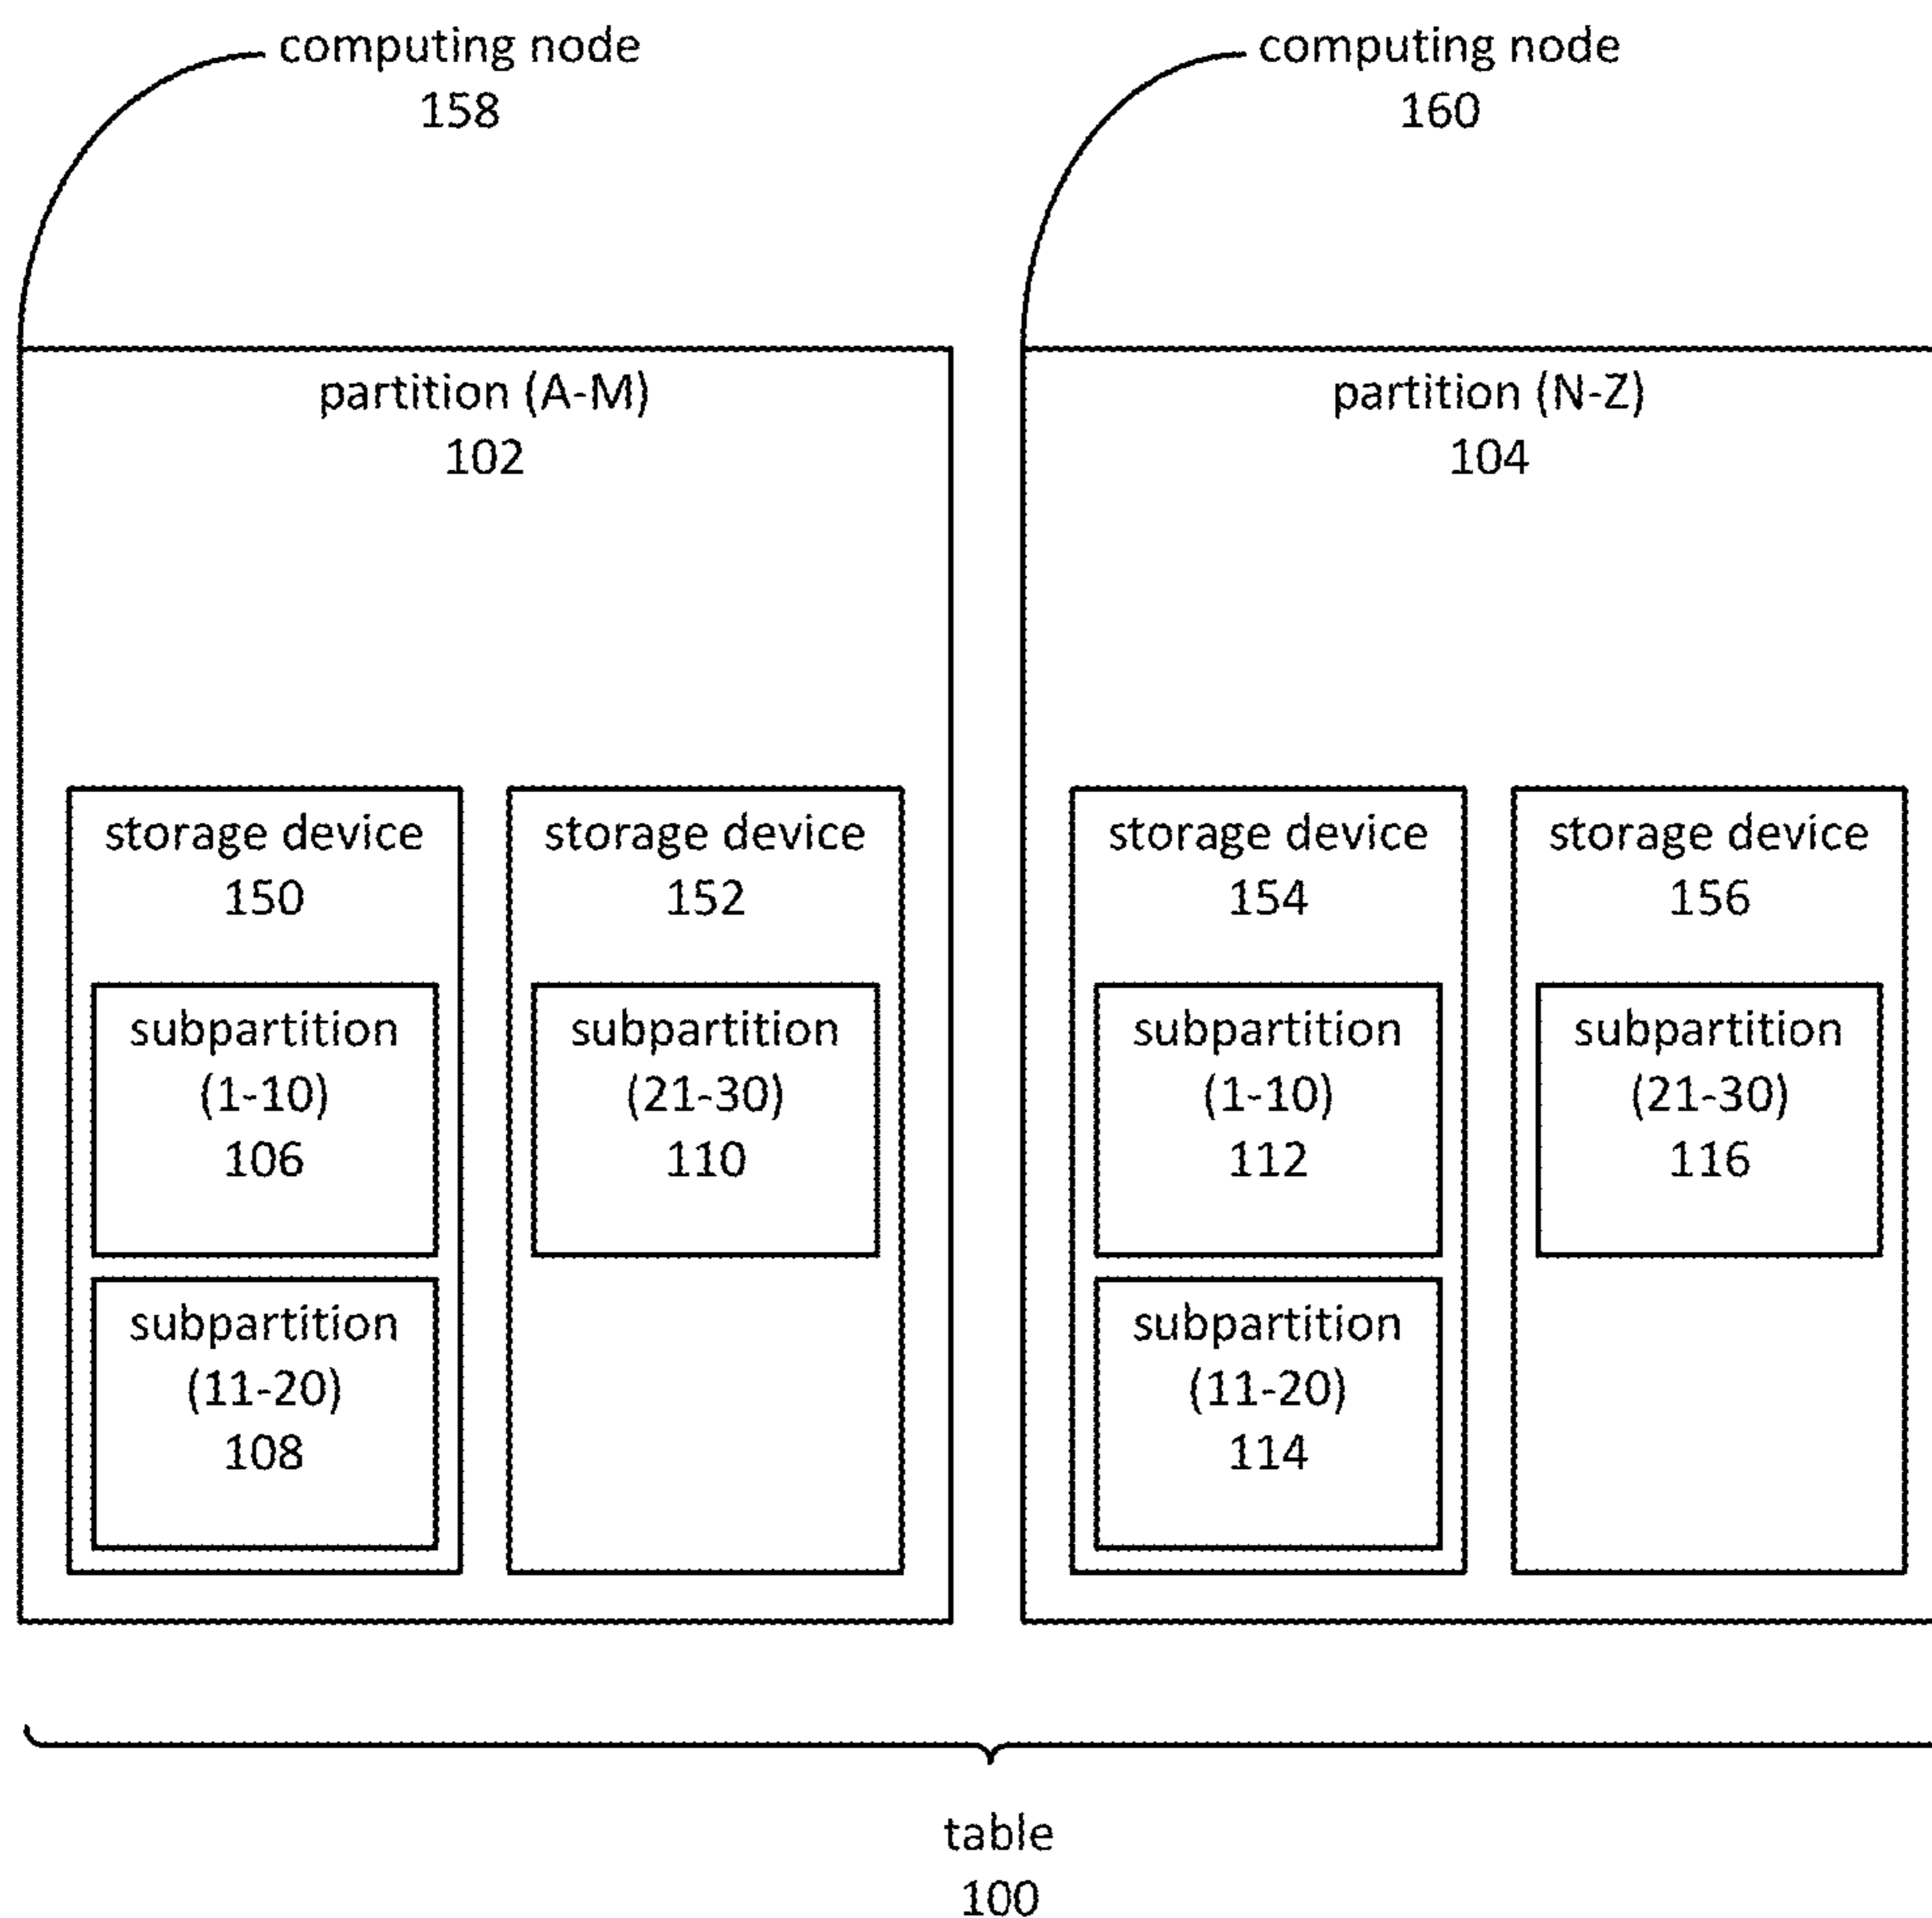 computing node
158
computing node
160
partition (A-M)
102
partition (N-Z)
104
storage device
150
storage device
152
storage device
154
storage device
156
subpartition
(1-10)
106
subpartition
(21-30)
110
subpartition
(1-10)
112
subpartition
(21-30)
116
subpartition
(11-20)
108
subpartition
(11-20)
114
table
100